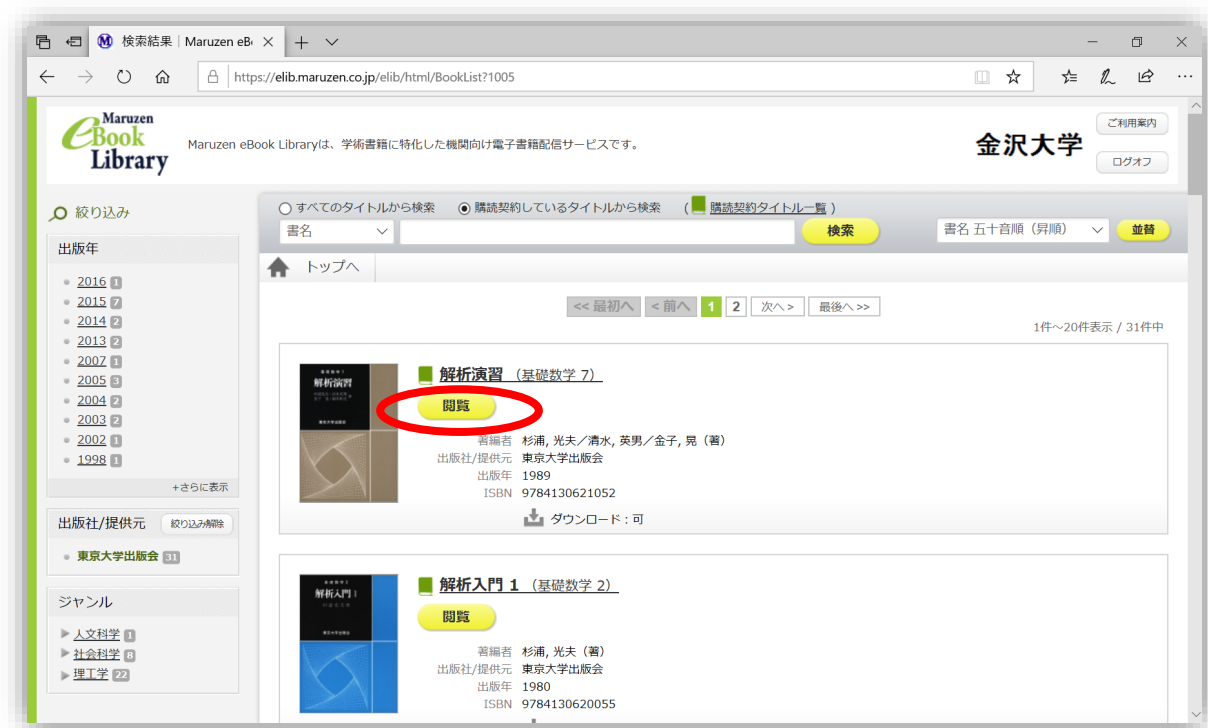 検索結果 | Maruzen eB
https://elib.maruzen.co.jp/elib/html/BookList?1005
Maruzen
eBook
Library
Maruzen eBook Libraryは、学術書籍に特化した機関向け電子書籍配信サービスです。
金沢大学
ご利用案内
ログオフ
絞り込み
出版年
2016 1
2015 7
2014 2
2013 2
2007 1
2005 3
2004 2
2003 2
2002 1
1998 1
+さらに表示
出版社/提供元 絞り込み解除
東京大学出版会 31
ジャンル
人文科学 1
社会科学 8
理工学 22
すべてのタイトルから検索 購読契約しているタイトルから検索 ( 購読契約タイトル一覧 )
書名 検索 書名 五十音順（昇順） 並替
トップへ
<< 最初へ < 前へ 1 2 次へ > 最後へ >>
1件～20件表示 / 31件中
解析演習
東京大学出版会
解析演習 （基礎数学 7）
閲覧
著編者 杉浦, 光夫／清水, 英男／金子, 晃（著）
出版社/提供元 東京大学出版会
出版年 1989
ISBN 9784130621052
ダウンロード：可
解析入門 1
東京大学出版会
解析入門 1 （基礎数学 2）
閲覧
著編者 杉浦, 光夫（著）
出版社/提供元 東京大学出版会
出版年 1980
ISBN 9784130620055